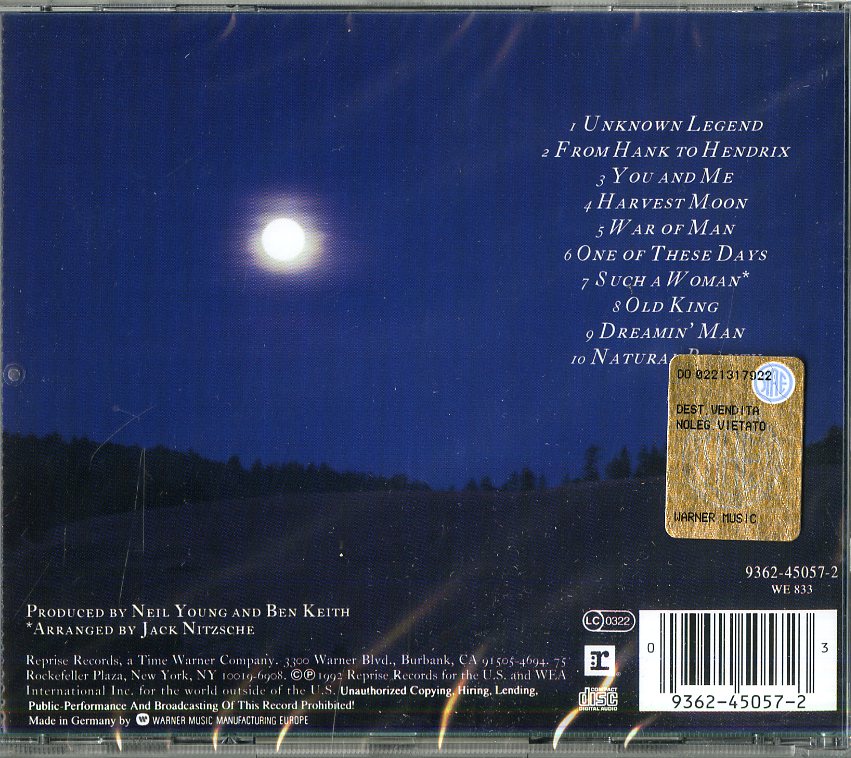 1 Unknown Legend
2 From Hank to Hendrix
3 You and Me
4 Harvest Moon
5 War of Man
6 One of These Days
7 Such a Woman*
8 Old King
9 Dreamin' Man
10 Natural
DO 0221317922
SIAE
DEST.VENDITA
NOLEG.VIETATO
WARNER MUSIC
9362-45057-2
WE 833
Produced by Neil Young and Ben Keith
*Arranged by Jack Nitzsche
Reprise Records, a Time Warner Company. 3300 Warner Blvd., Burbank, CA 91505-4694. 75
Rockefeller Plaza, New York, NY 10019-6908. ©℗ 1992 Reprise Records for the U.S. and WEA
International Inc. for the world outside of the U.S. Unauthorized Copying, Hiring, Lending,
Public-Performance And Broadcasting Of This Record Prohibited!
Made in Germany by WARNER MUSIC MANUFACTURING EUROPE
LC 0322
r ®
COMPACT
disc
DIGITAL AUDIO
0 3
9362-45057-2